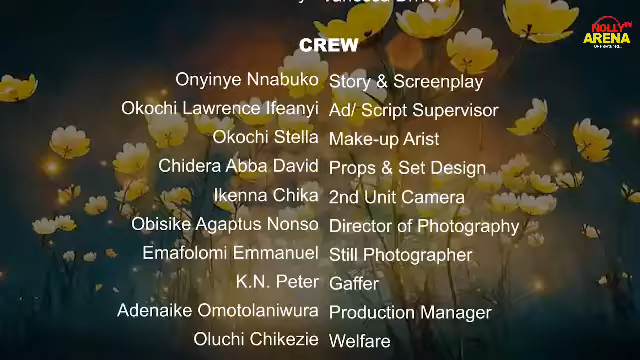 NOLLY TV
ARENA
CREW
Onyinye Nnabuko Story & Screenplay
Okochi Lawrence Ifeanyi Ad/ Script Supervisor
Okochi Stella Make-up Arist
Chidera Abba David Props & Set Design
Ikenna Chika 2nd Unit Camera
Obisike Agaptus Nonso Director of Photography
Emafolomi Emmanuel Still Photographer
K.N. Peter Gaffer
Adenaike Omotolaniwura Production Manager
Oluchi Chikezie Welfare